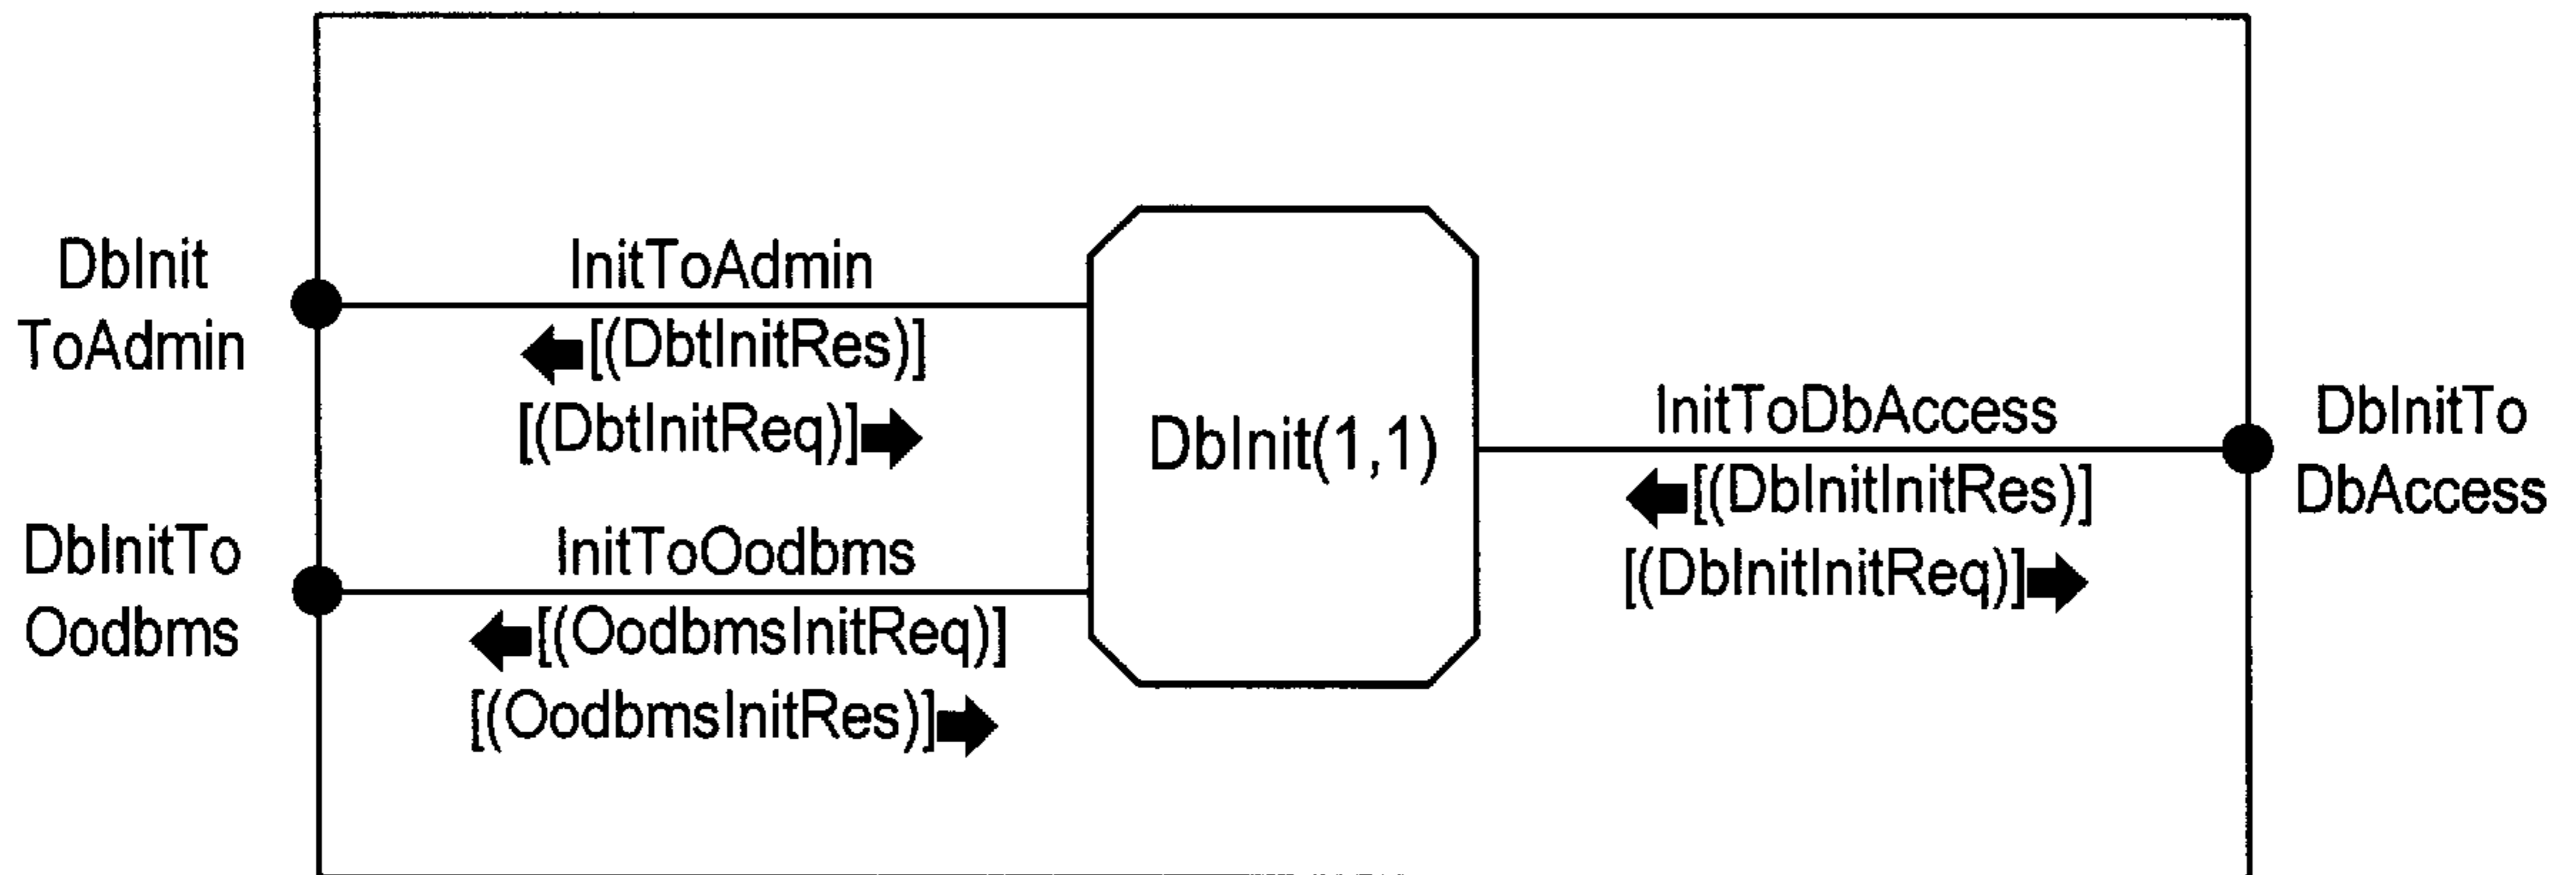 DbInit
ToAdmin
InitToAdmin
[(DbtInitRes)]
[(DbtInitReq)]
DbInitTo
Oodbms
InitToOodbms
[(OodbmsInitReq)]
[(OodbmsInitRes)]
DbInit(1,1)
InitToDbAccess
[(DbInitInitRes)]
[(DbInitInitReq)]
DbInitTo
DbAccess